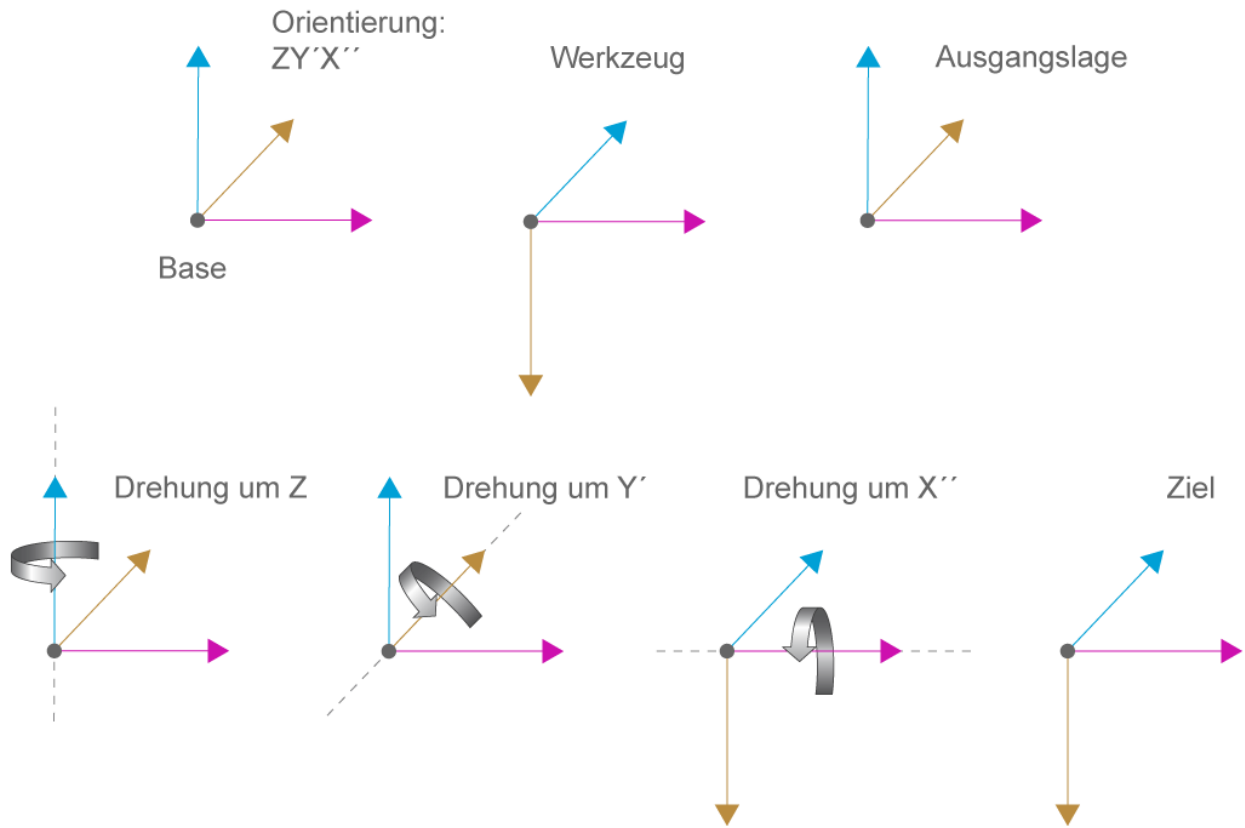 Orientierung:
ZY´X´´
Werkzeug
Ausgangslage
Base
Drehung um Z
Drehung um Y´
Drehung um X´´
Ziel